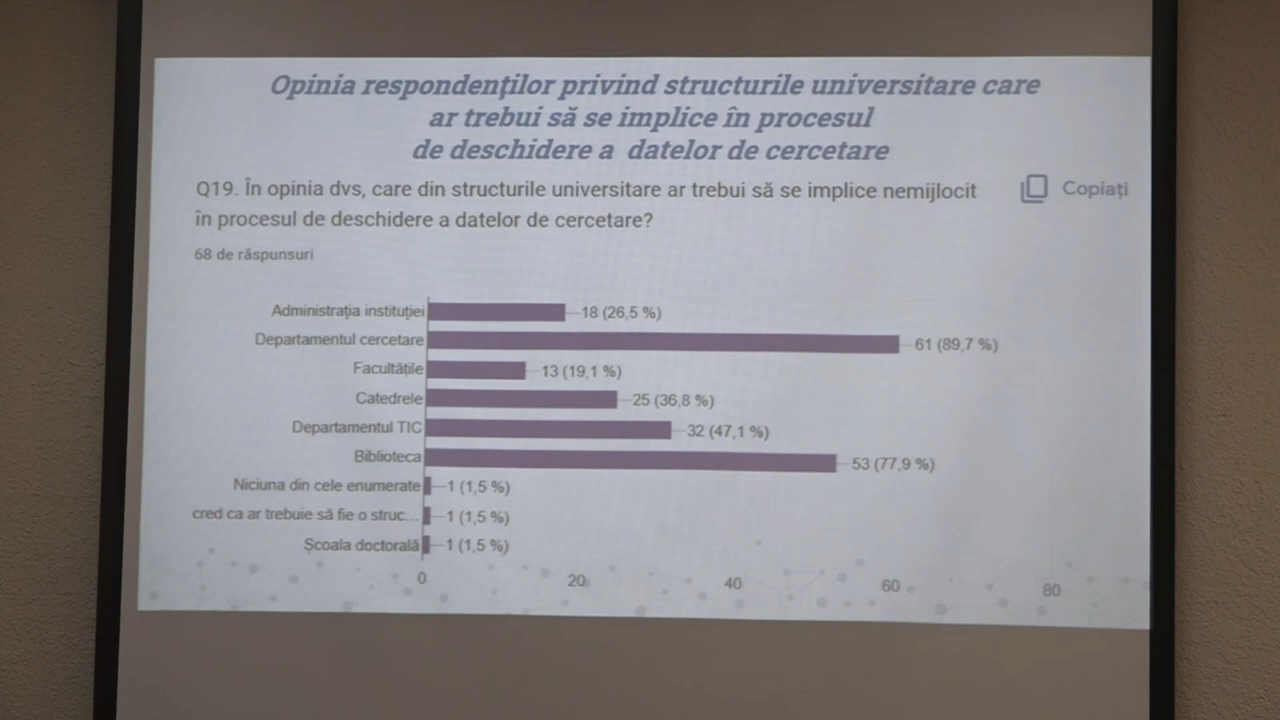 Opinia respondenților privind structurile universitare care
ar trebui să se implice în procesul
de deschidere a datelor de cercetare
Q19. În opinia dvs, care din structurile universitare ar trebui să se implice nemijlocit
în procesul de deschidere a datelor de cercetare?
Copiați
68 de răspunsuri
Administrația instituției 18 (26,5 %)
Departamentul cercetare 61 (89,7 %)
Facultățile 13 (19,1 %)
Catedrele 25 (36,8 %)
Departamentul TIC 32 (47,1 %)
Biblioteca 53 (77,9 %)
Niciuna din cele enumerate 1 (1,5 %)
cred ca ar trebuie să fie o struc... 1 (1,5 %)
Școala doctorală 1 (1,5 %)
0 20 40 60 80